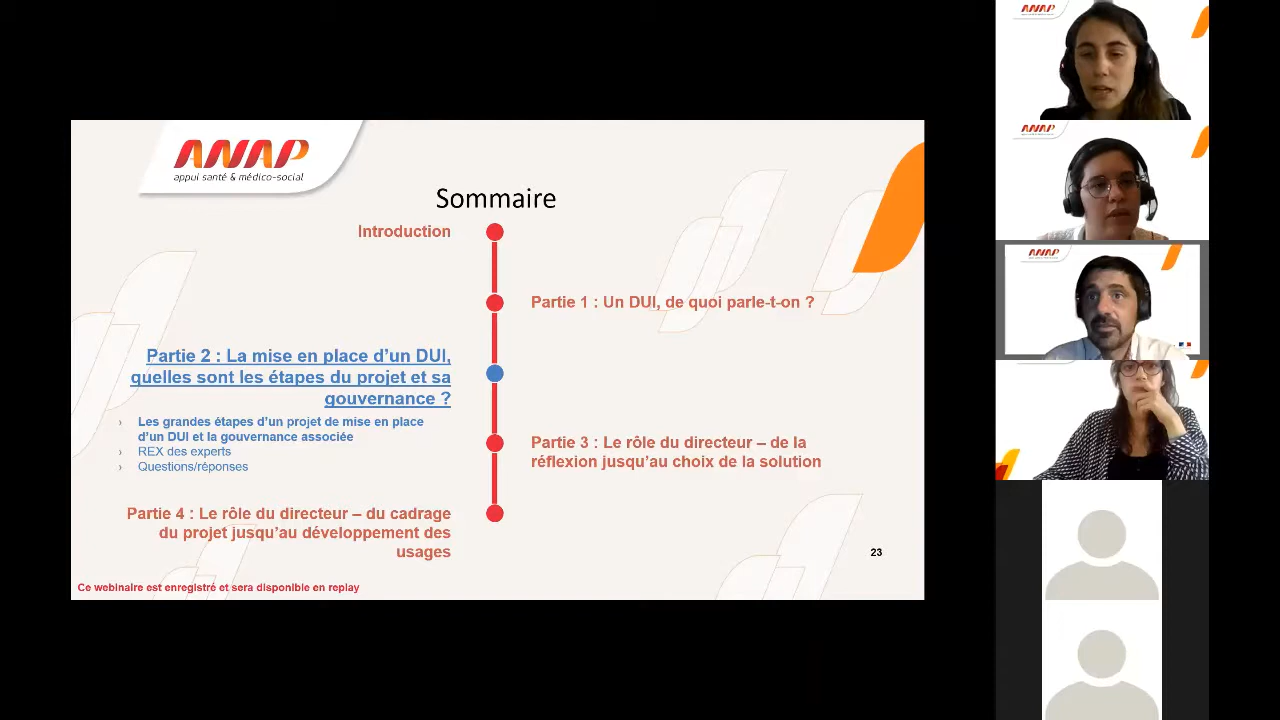 ANAP
appui santé & médico-social
Sommaire
Introduction
Partie 1 : Un DUI, de quoi parle-t-on ?
Partie 2 : La mise en place d’un DUI,
quelles sont les étapes du projet et sa
gouvernance ?
› Les grandes étapes d’un projet de mise en place
d’un DUI et la gouvernance associée
› REX des experts
› Questions/réponses
Partie 3 : Le rôle du directeur – de la
réflexion jusqu’au choix de la solution
Partie 4 : Le rôle du directeur – du cadrage
du projet jusqu’au développement des
usages
23
Ce webinaire est enregistré et sera disponible en replay
ANAP
ANAP
ANAP